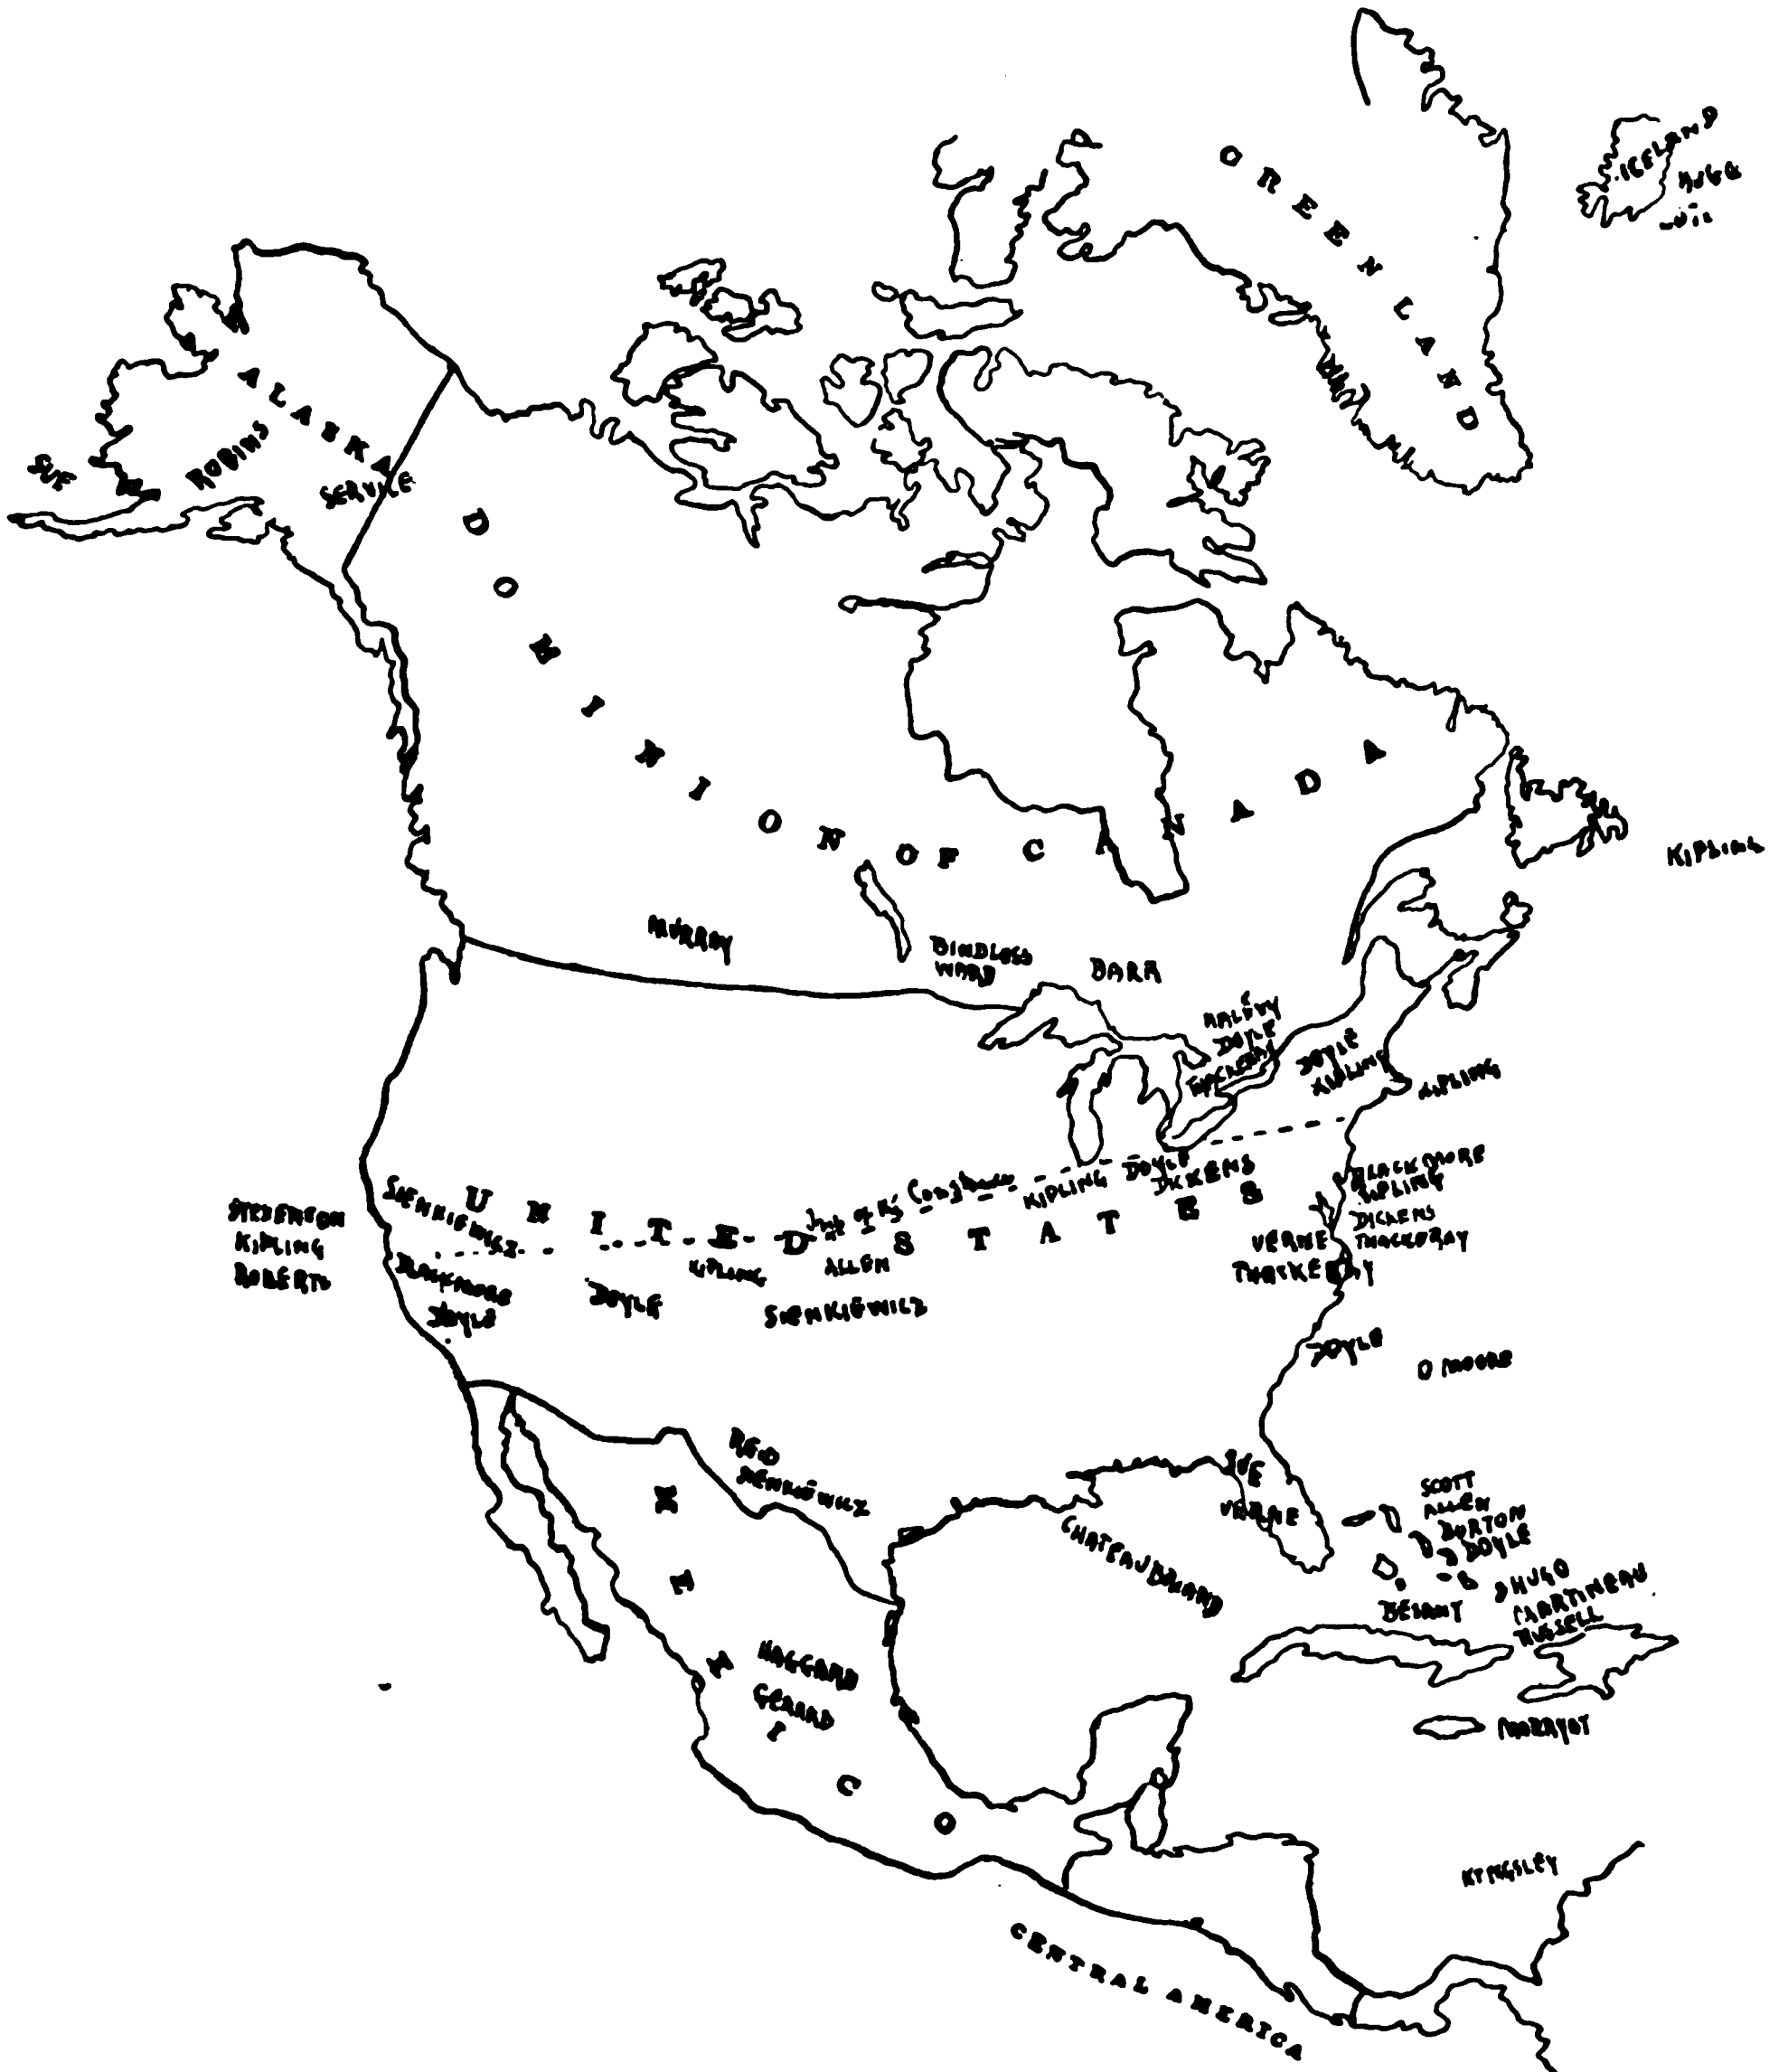 ICELAND
GREENLAND
ALASKA
ROBINS
SERVICE
DOMINION OF CANADA
KIPLING
MURRAY
BINDLOSS
WARD
BARR
HALÉVY
DOYLE
DOYLE
KIPLING
KIPLING
UNITED STATES
SIENKIEWICZ
KIPLING
DOYLE
DICKENS
STEVENSON
KIPLING
ROBERTS
BLACKMORE
DOYLE
DOYLE
KIPLING
ALLEN
SIENKIEWICZ
BLACKMORE
KIPLING
DICKENS
THACKERAY
VERNE
THACKERAY
DOYLE
MOORE
REID
SIENKIEWICZ
VERNE
CHATEAUBRIAND
SCOTT
ALLEN
BURTON
DOYLE
HUGO
MARTINEAU
RUSSELL
BESANT
MARRYAT
MEXICO
HAGGARD
GERARD
KINGSLEY
CENTRAL AMERICA